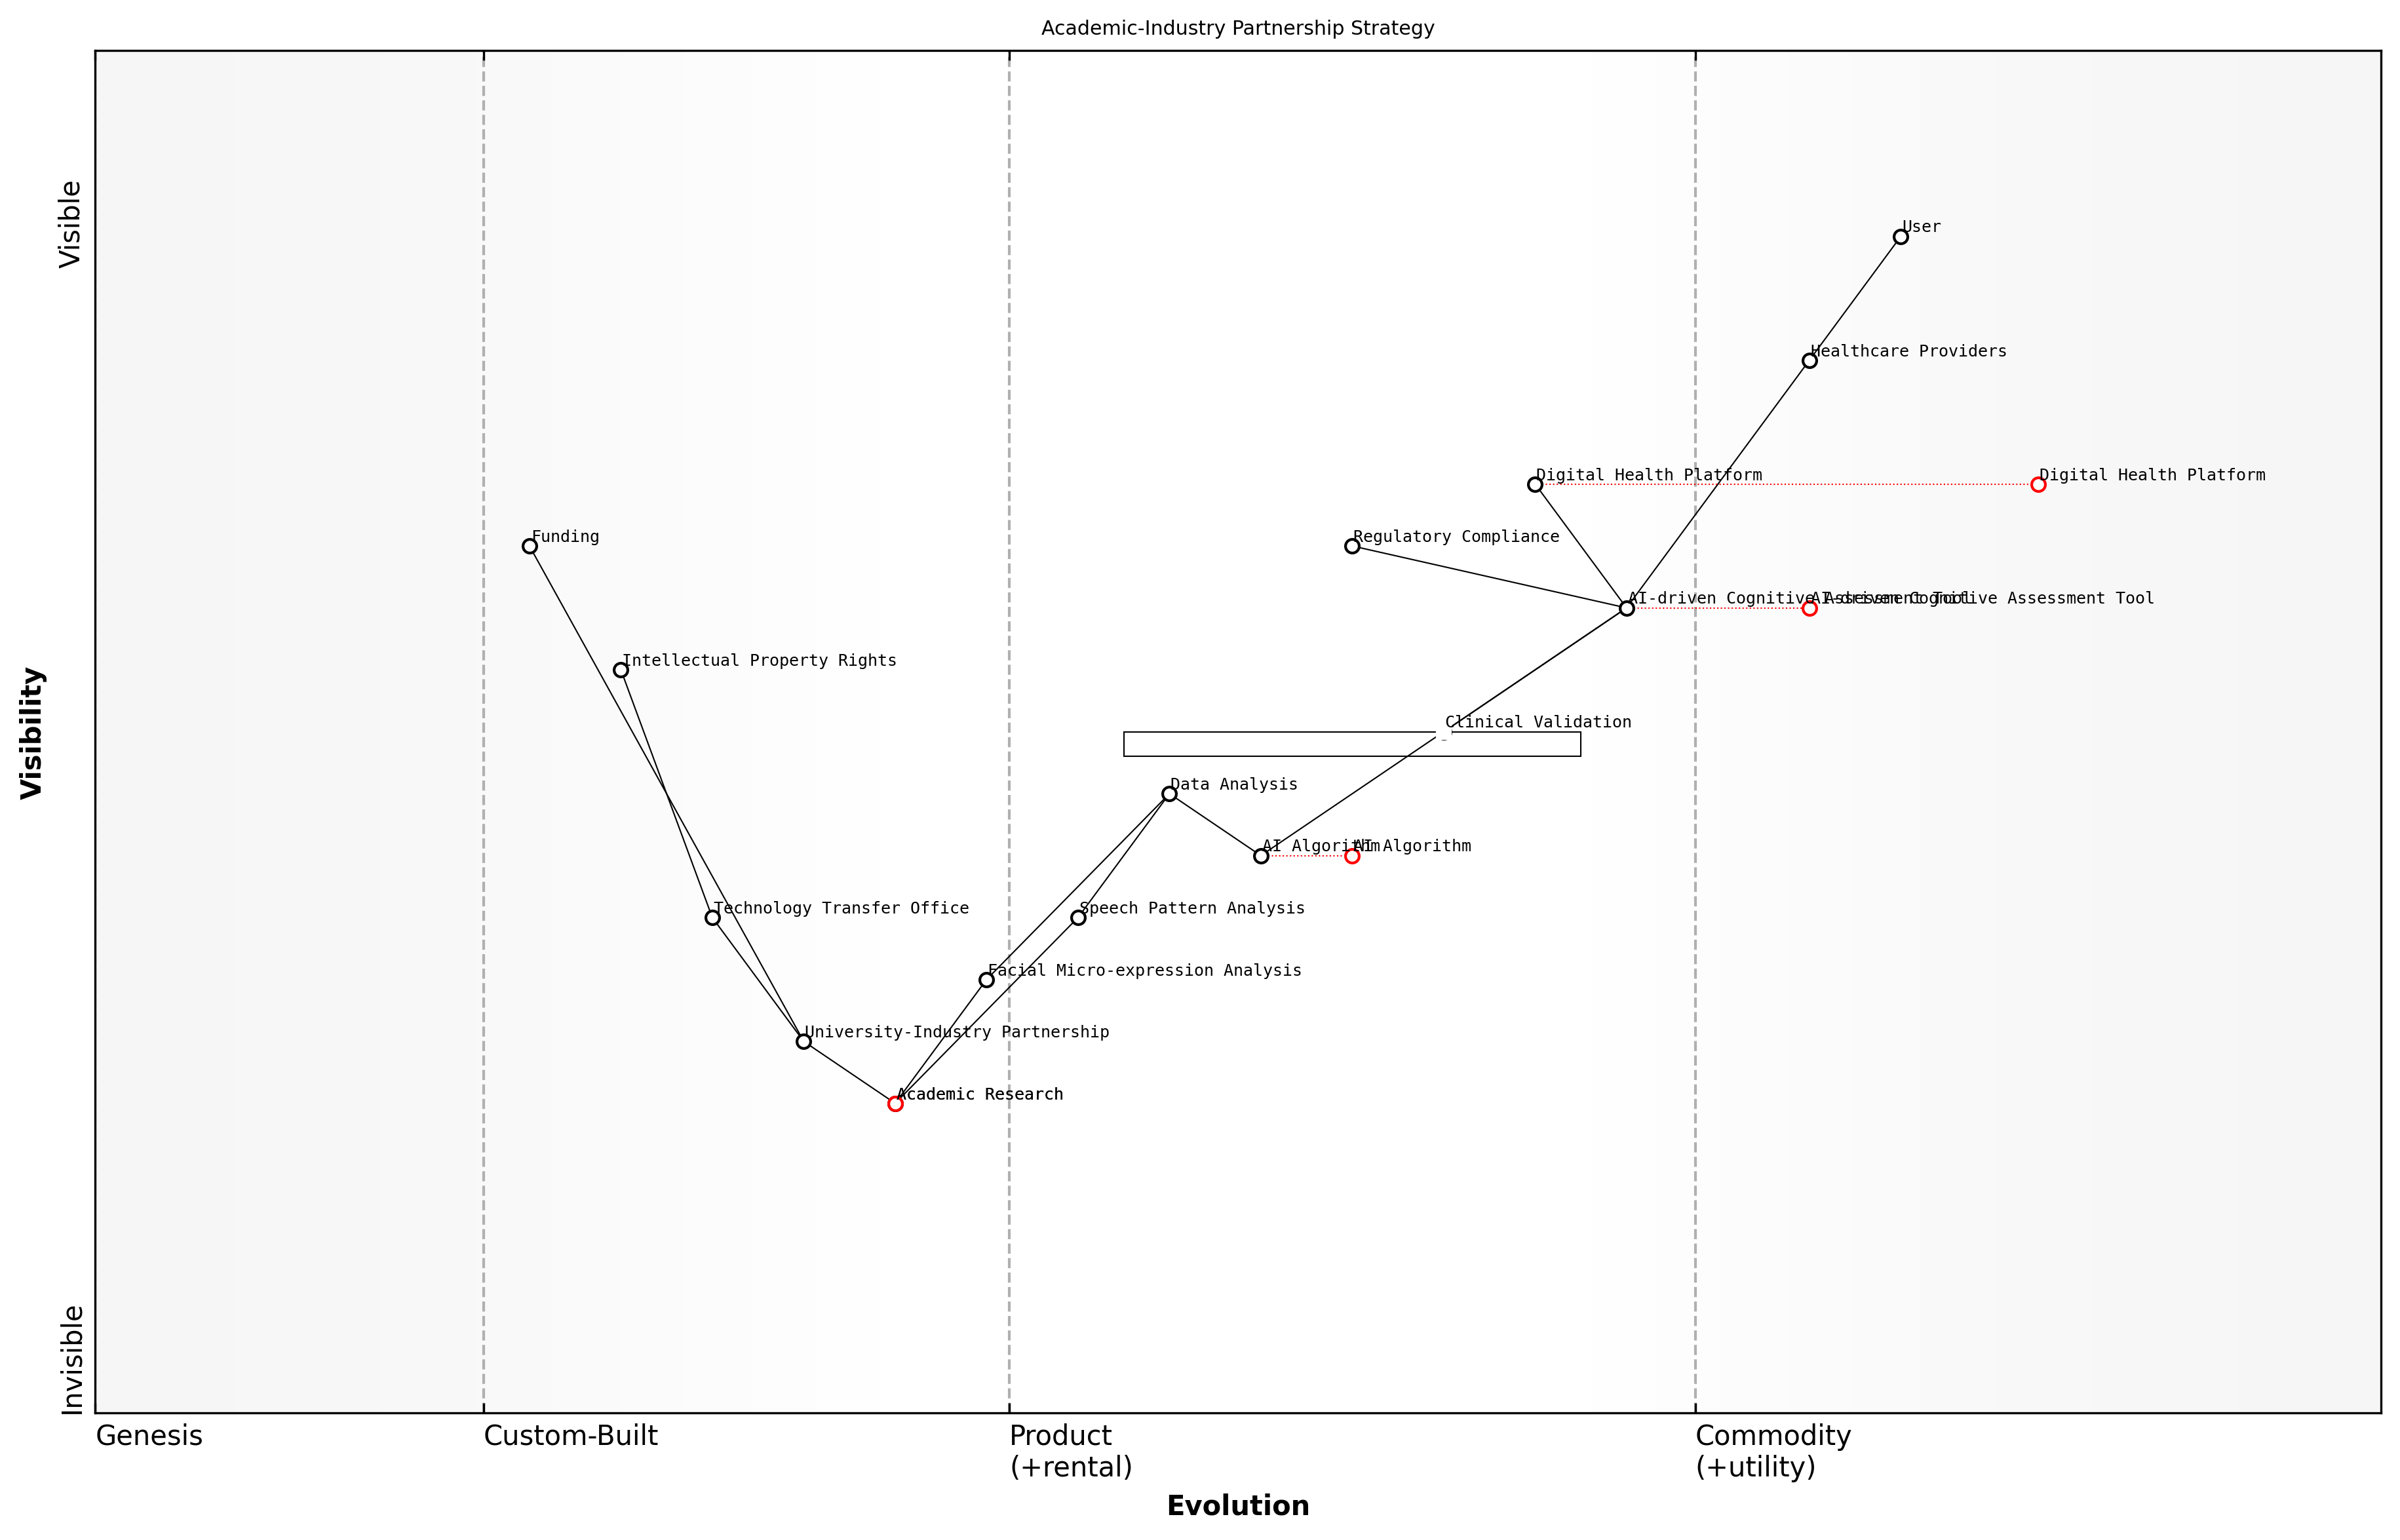 Academic-Industry Partnership Strategy
Visible
User
Healthcare Providers
Digital Health Platform
Digital Health Platform
Funding
Regulatory Compliance
AI-driven Cognitive Assessment Tool
AI-driven Cognitive Assessment Tool
Intellectual Property Rights
Visibility
Clinical Validation
Data Analysis
AI Algorithm
AI Algorithm
Technology Transfer Office
Speech Pattern Analysis
Facial Micro-expression Analysis
University-Industry Partnership
Academic Research
Invisible
Genesis
Custom-Built
Product
(+rental)
Commodity
(+utility)
Evolution